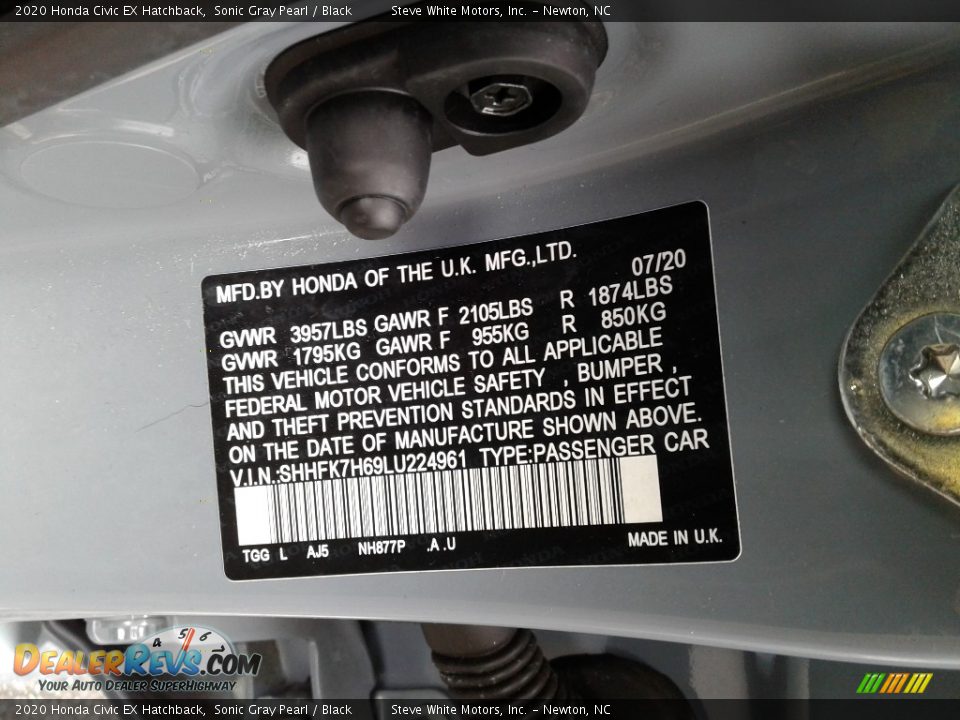 2020 Honda Civic EX Hatchback, Sonic Gray Pearl / Black Steve White Motors, Inc. – Newton, NC
MFD.BY HONDA OF THE U.K. MFG.,LTD. 07/20
GVWR 3957LBS GAWR F 2105LBS R 1874LBS
GVWR 1795KG GAWR F 955KG R 850KG
THIS VEHICLE CONFORMS TO ALL APPLICABLE
FEDERAL MOTOR VEHICLE SAFETY , BUMPER ,
AND THEFT PREVENTION STANDARDS IN EFFECT
ON THE DATE OF MANUFACTURE SHOWN ABOVE.
V.I.N.:SHHFK7H69LU224961 TYPE:PASSENGER CAR
TGG L AJ5 NH877P .A .U MADE IN U.K.
4 5 6
DealerRevs.com
Your Auto Dealer SuperHighway
2020 Honda Civic EX Hatchback, Sonic Gray Pearl / Black Steve White Motors, Inc. – Newton, NC